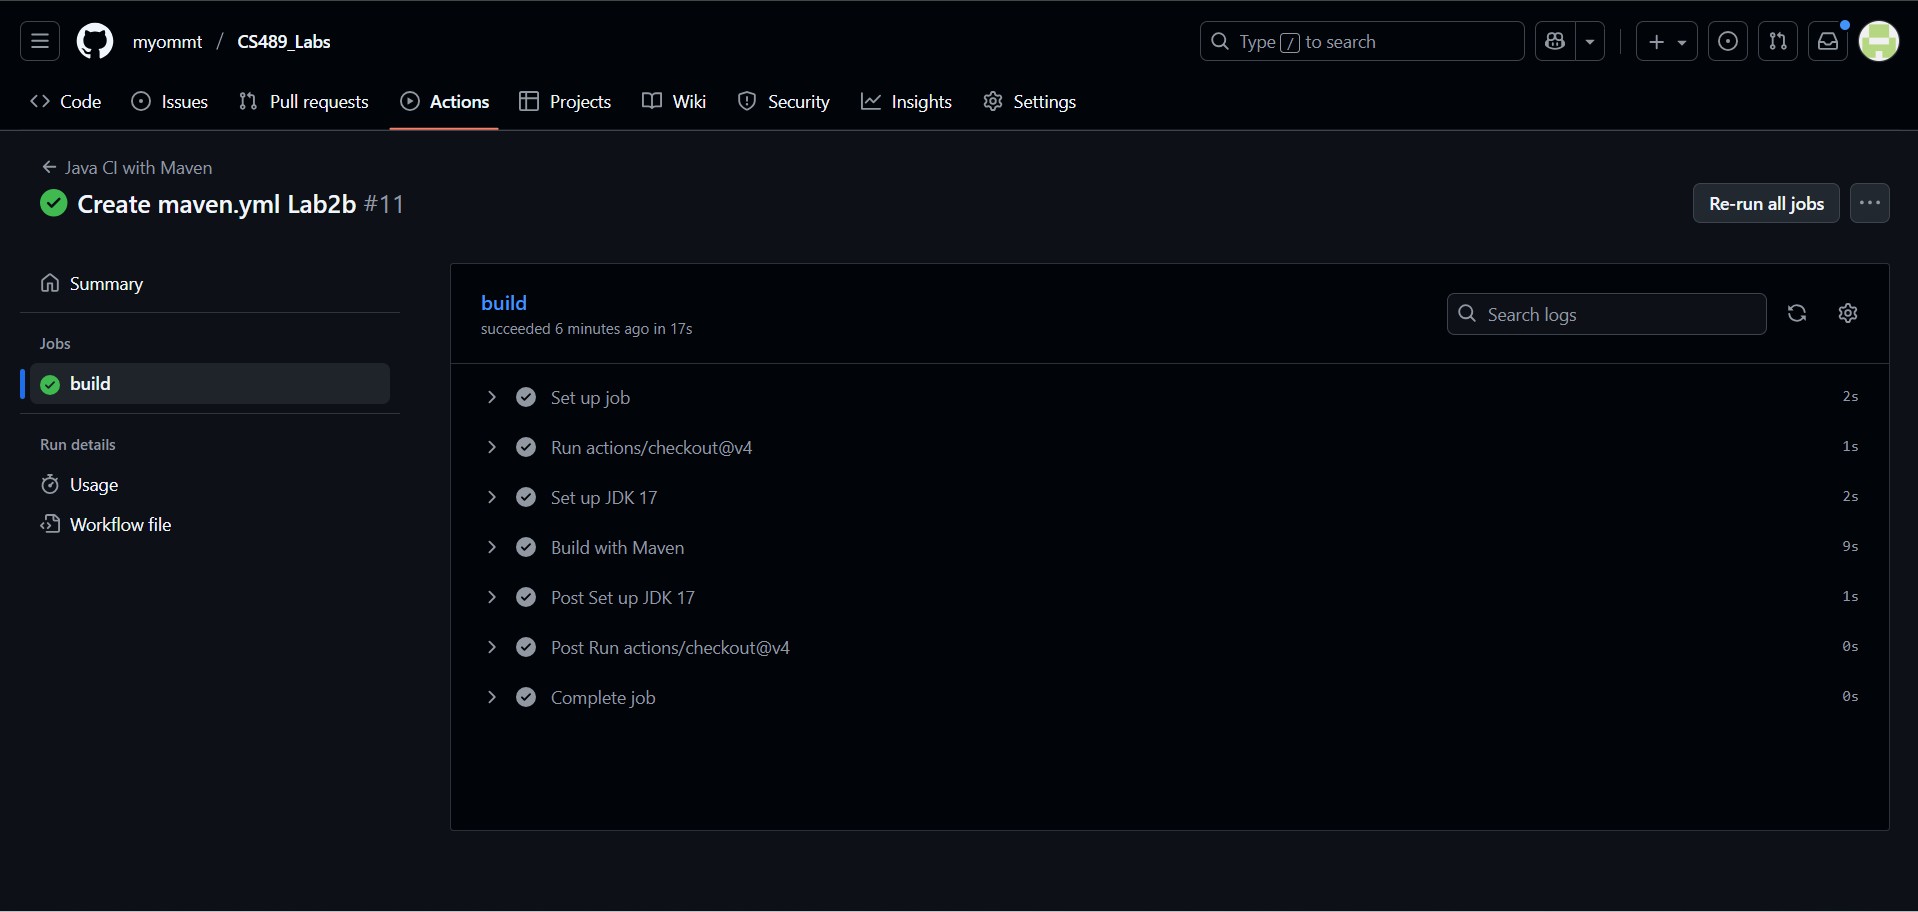 myommt / CS489_Labs
Type / to search
Code
Issues
Pull requests
Actions
Projects
Wiki
Security
Insights
Settings
Java CI with Maven
Create maven.yml Lab2b #11
Re-run all jobs
Summary
Jobs
build
Run details
Usage
Workflow file
build
succeeded 6 minutes ago in 17s
Search logs
Set up job 2s
Run actions/checkout@v4 1s
Set up JDK 17 2s
Build with Maven 9s
Post Set up JDK 17 1s
Post Run actions/checkout@v4 0s
Complete job 0s